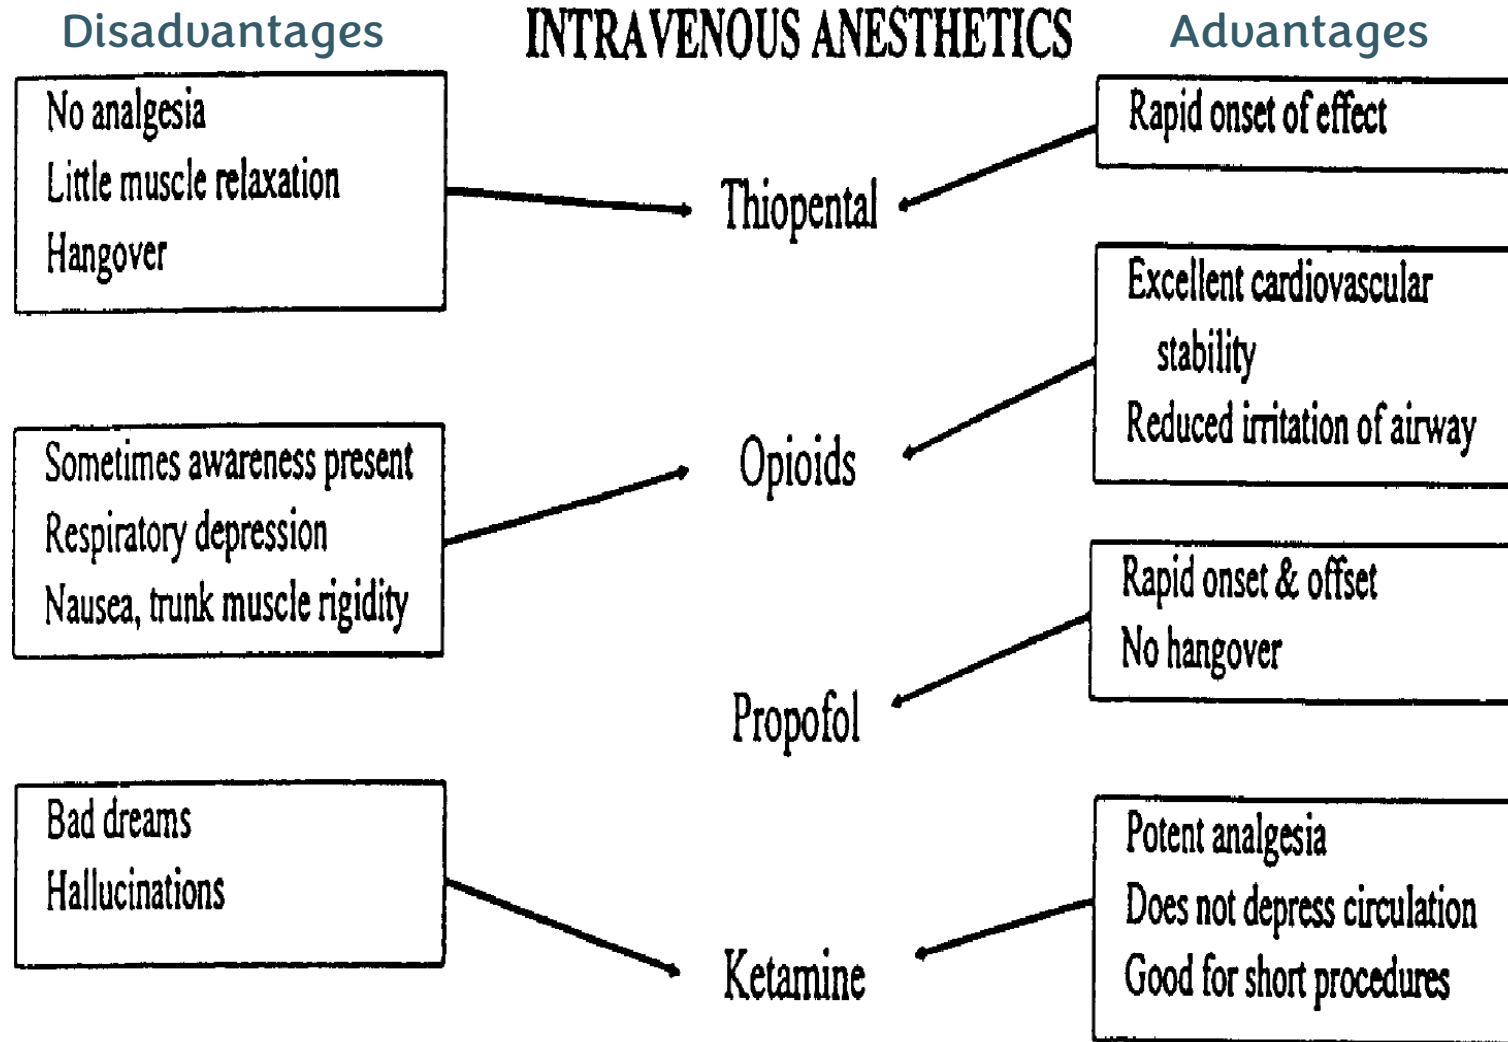 Disadvantages
INTRAVENOUS ANESTHETICS
Advantages
No analgesia
Little muscle relaxation
Hangover
Rapid onset of effect
Thiopental
Excellent cardiovascular
stability
Reduced irritation of airway
Sometimes awareness present
Respiratory depression
Nausea, trunk muscle rigidity
Opioids
Rapid onset & offset
No hangover
Propofol
Bad dreams
Hallucinations
Potent analgesia
Does not depress circulation
Good for short procedures
Ketamine